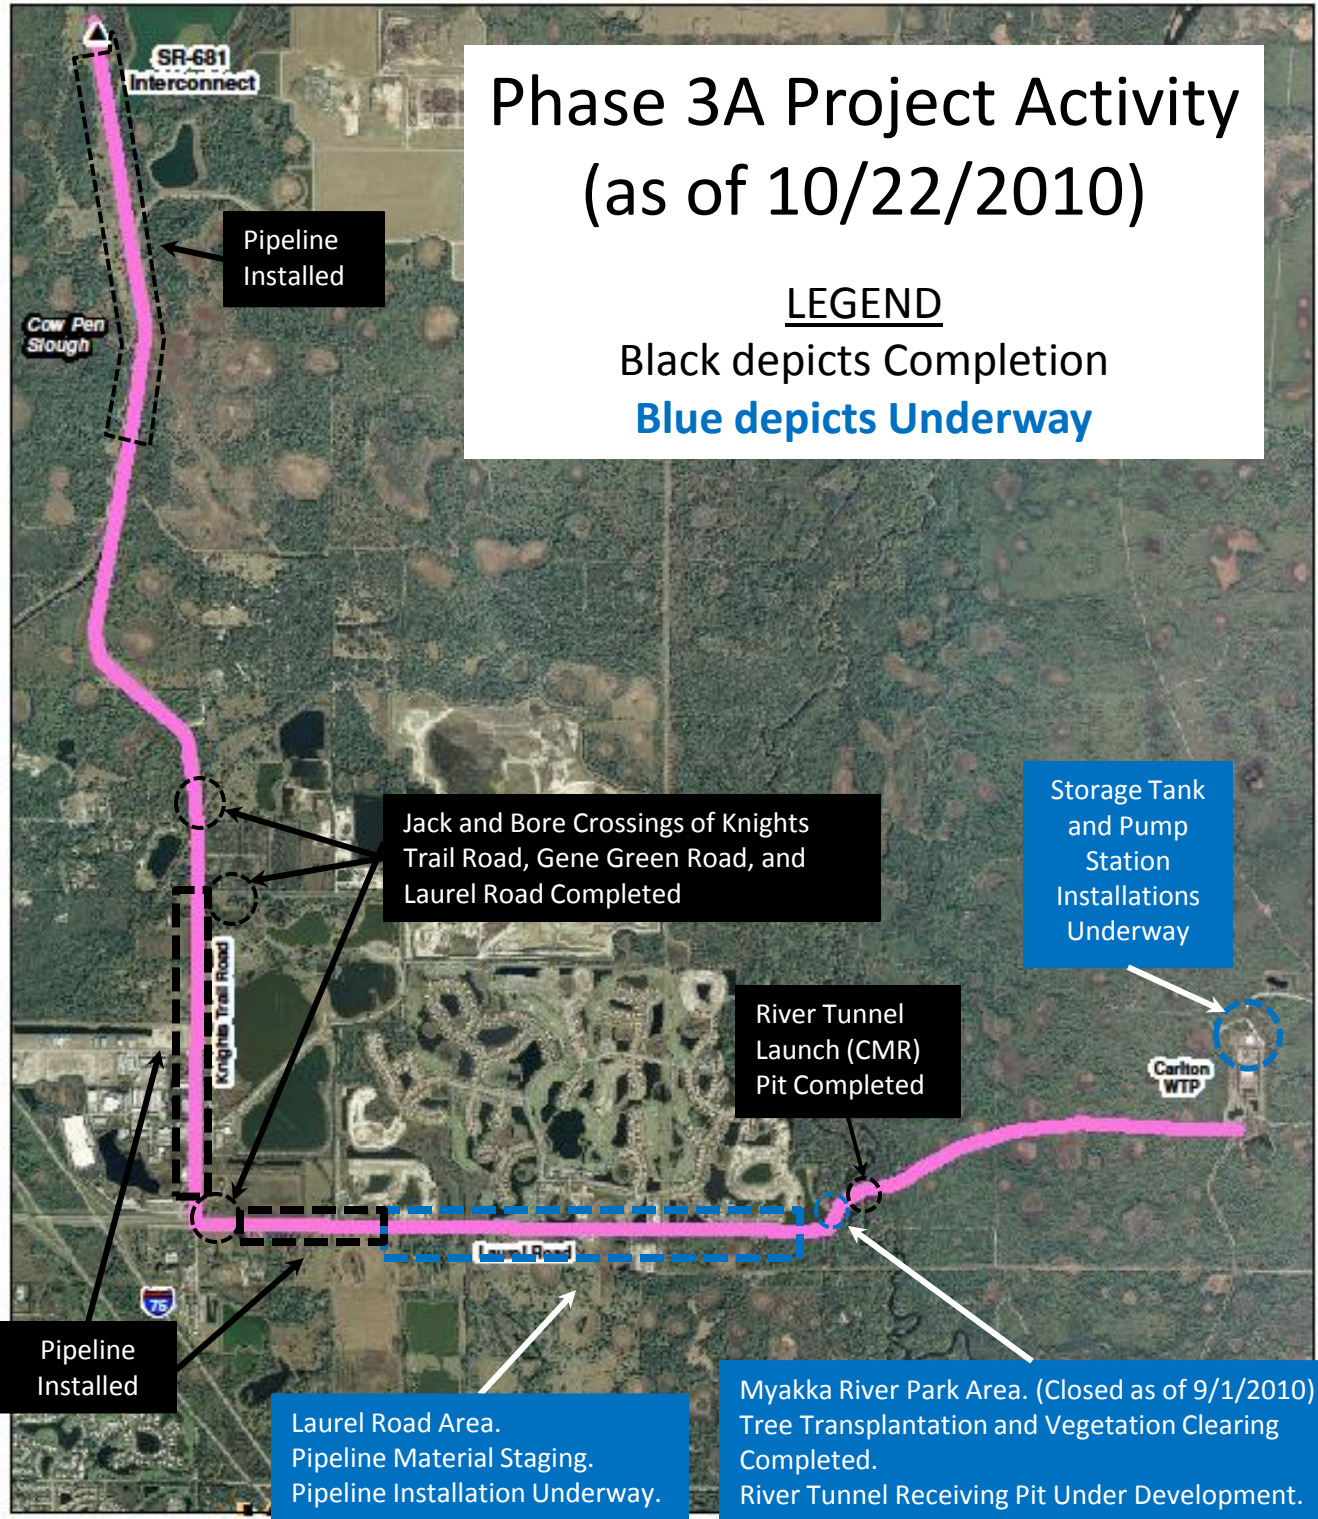 SR-681
Interconnect
Phase 3A Project Activity
(as of 10/22/2010)
LEGEND
Black depicts Completion
Blue depicts Underway
Pipeline
Installed
Cow Pen
Slough
Jack and Bore Crossings of Knights
Trail Road, Gene Green Road, and
Laurel Road Completed
Storage Tank
and Pump
Station
Installations
Underway
Knights Trail Road
River Tunnel
Launch (CMR)
Pit Completed
Carlton
WTP
Laurel Road
75
Pipeline
Installed
Laurel Road Area.
Pipeline Material Staging.
Pipeline Installation Underway.
Myakka River Park Area. (Closed as of 9/1/2010)
Tree Transplantation and Vegetation Clearing
Completed.
River Tunnel Receiving Pit Under Development.